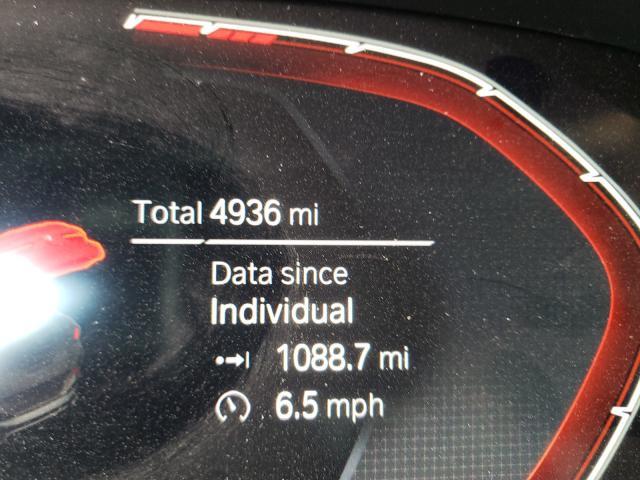 Total 4936 mi
Data since
Individual
1088.7 mi
6.5 mph